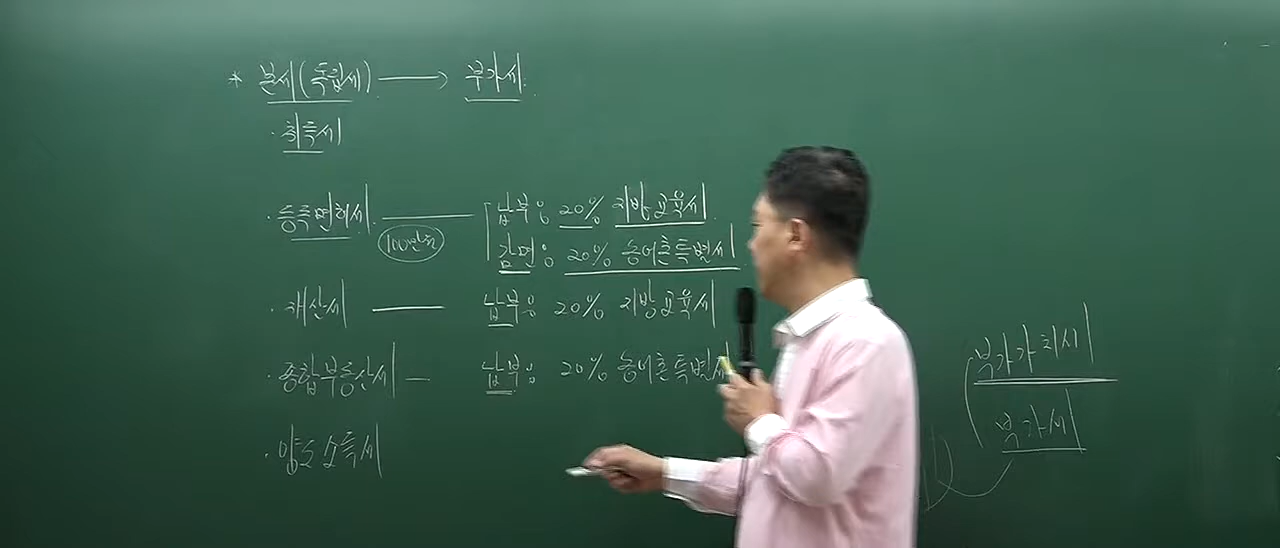 * 본세(독립세) → 부가세.
· 취득세
· 등록면허세. — 납부: 20% 지방교육세.
100만원
감면: 20% 농어촌특별세.
· 재산세 — 납부: 20% 지방교육세
· 종합부동산세 — 납부: 20% 농어촌특별세
· 양도소득세
부가가치세
부가세